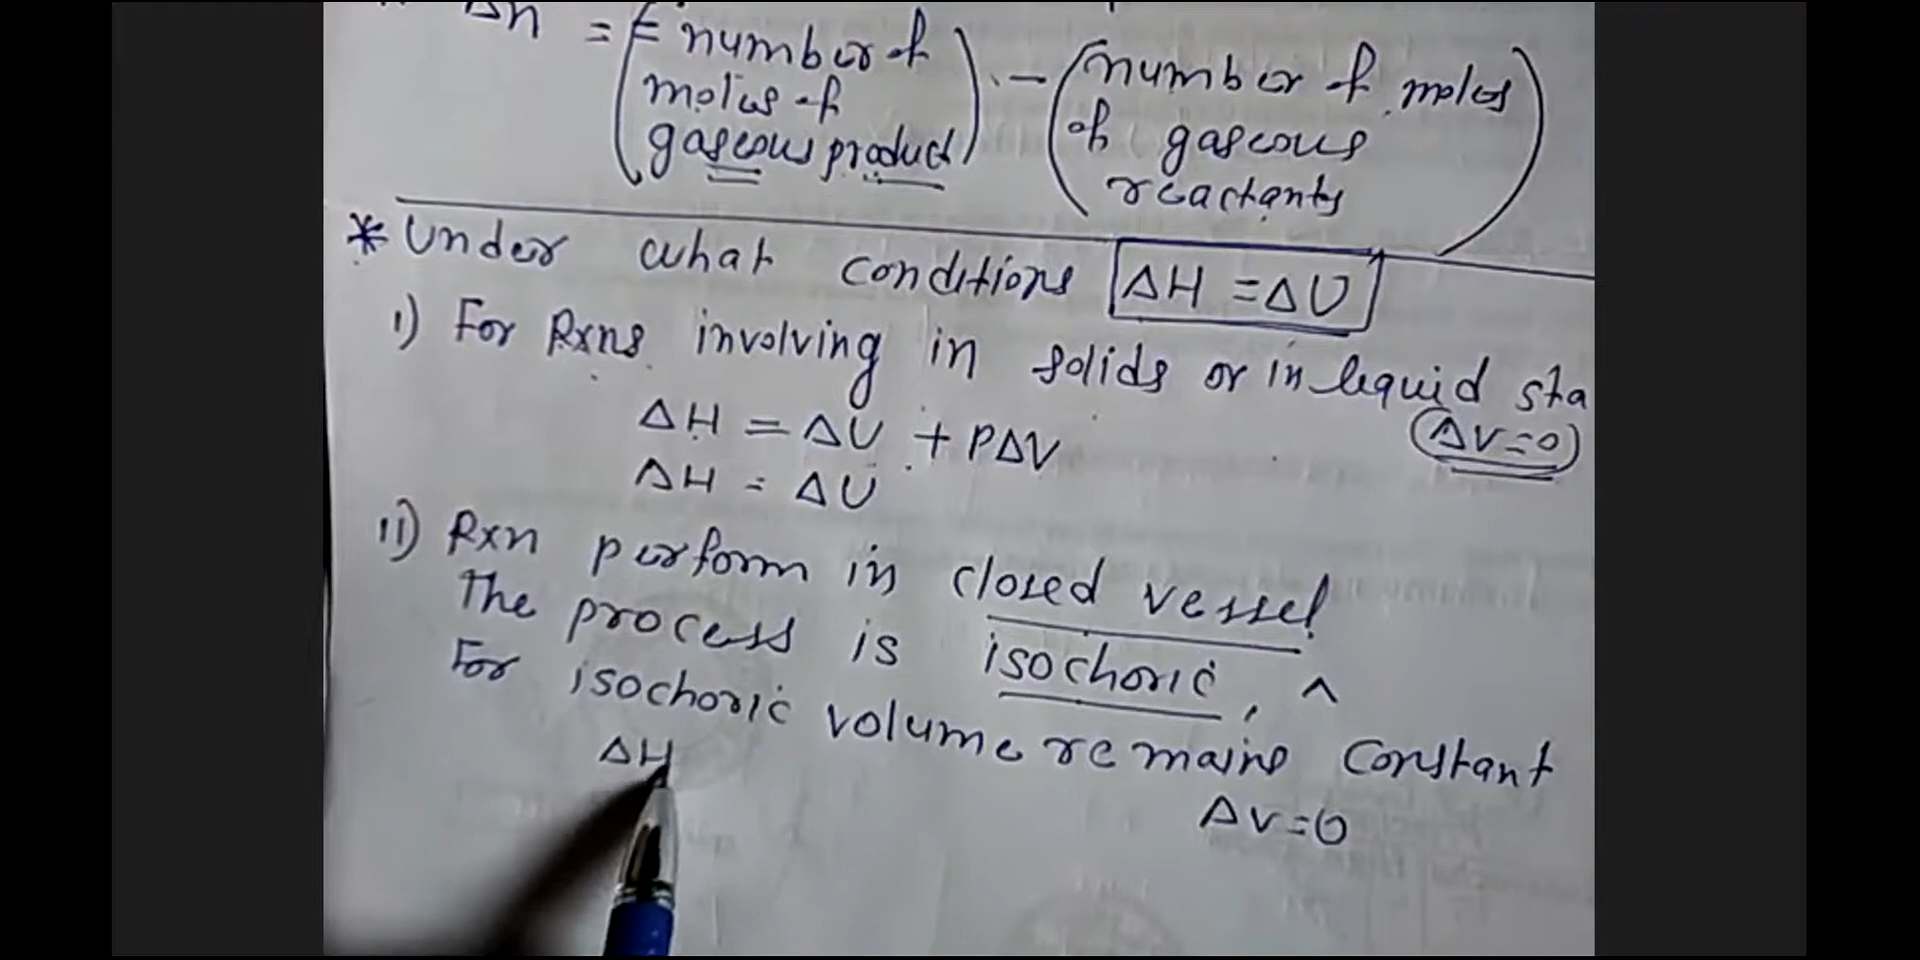 Δn = (= number of moles of gaseous product) - (number of moles of gaseous reactants)
* Under what conditions ΔH = ΔU
i) For Rxns involving in solids or in liquid sta
(ΔV=0)
ΔH = ΔU + PΔV
ΔH = ΔU
ii) Rxn perform in closed vessel
The process is isochoric, ^
For isochoric volume remains constant
ΔV=0
ΔH